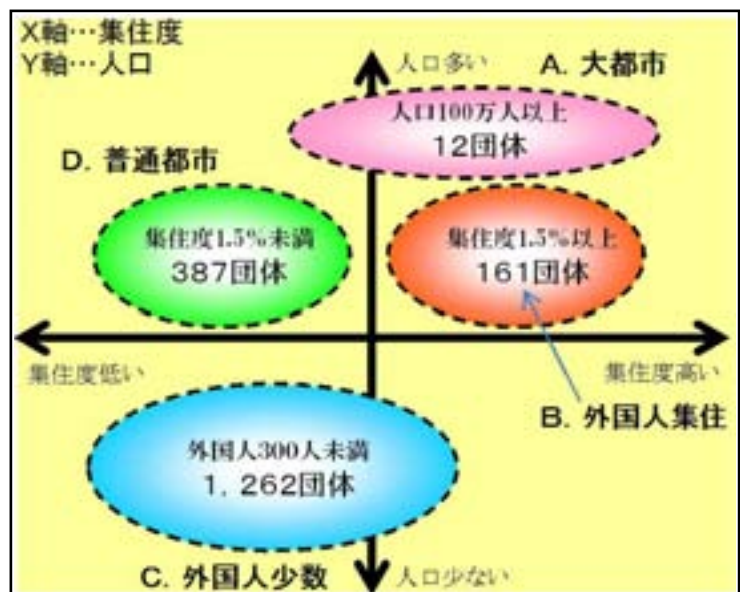 X軸…集住度
Y軸…人口
人口多い
A. 大都市
人口100万人以上
12団体
D. 普通都市
集住度1.5%未満
387団体
集住度1.5%以上
161団体
集住度低い
集住度高い
B. 外国人集住
外国人300人未満
1, 262団体
C. 外国人少数
人口少ない